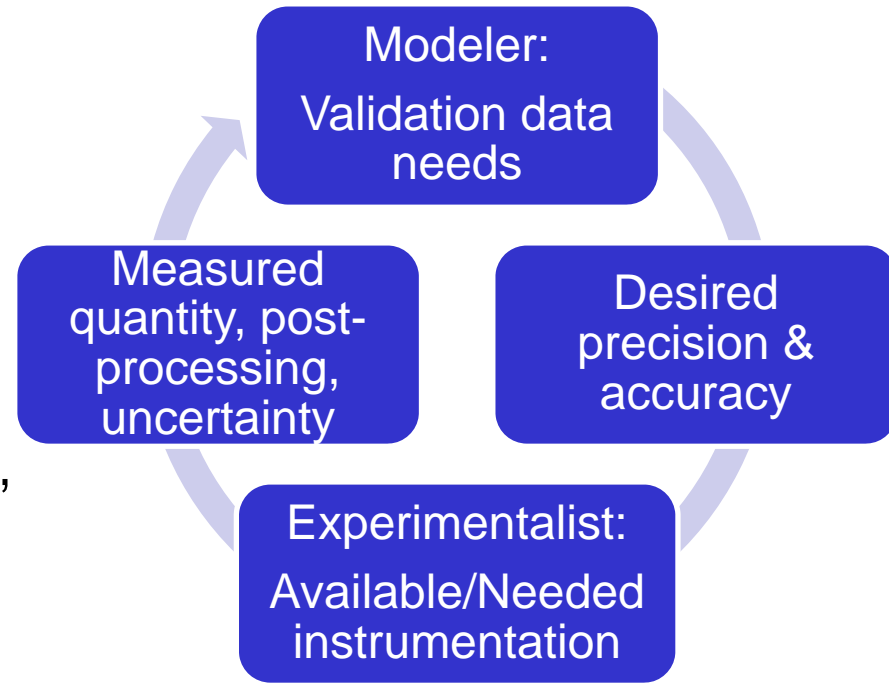 Modeler:
Validation data
needs
Measured
quantity, post-
processing,
uncertainty
Desired
precision &
accuracy
,
Experimentalist:
Available/Needed
instrumentation